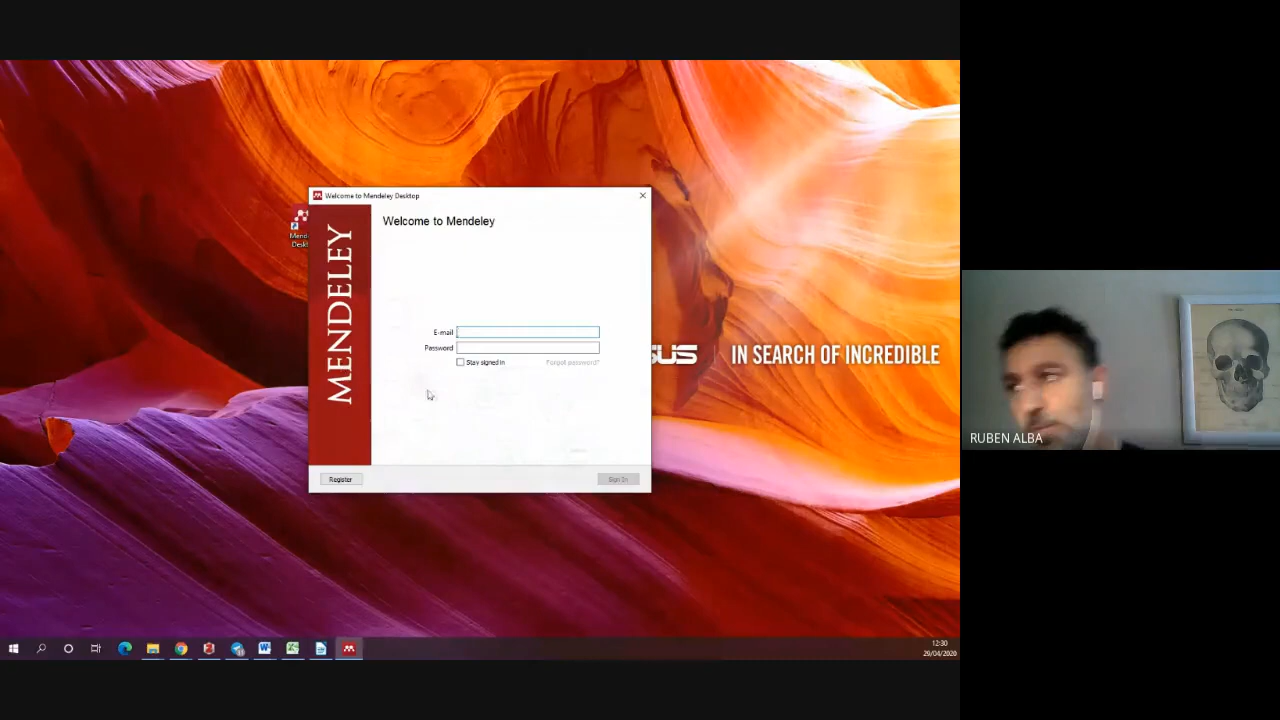 Welcome to Mendeley Desktop
Welcome to Mendeley
MENDELEY
E-mail
Password
Stay signed in
Forgot password?
Register
Sign In
IN SEARCH OF INCREDIBLE
RUBEN ALBA
12:30
29/04/2020